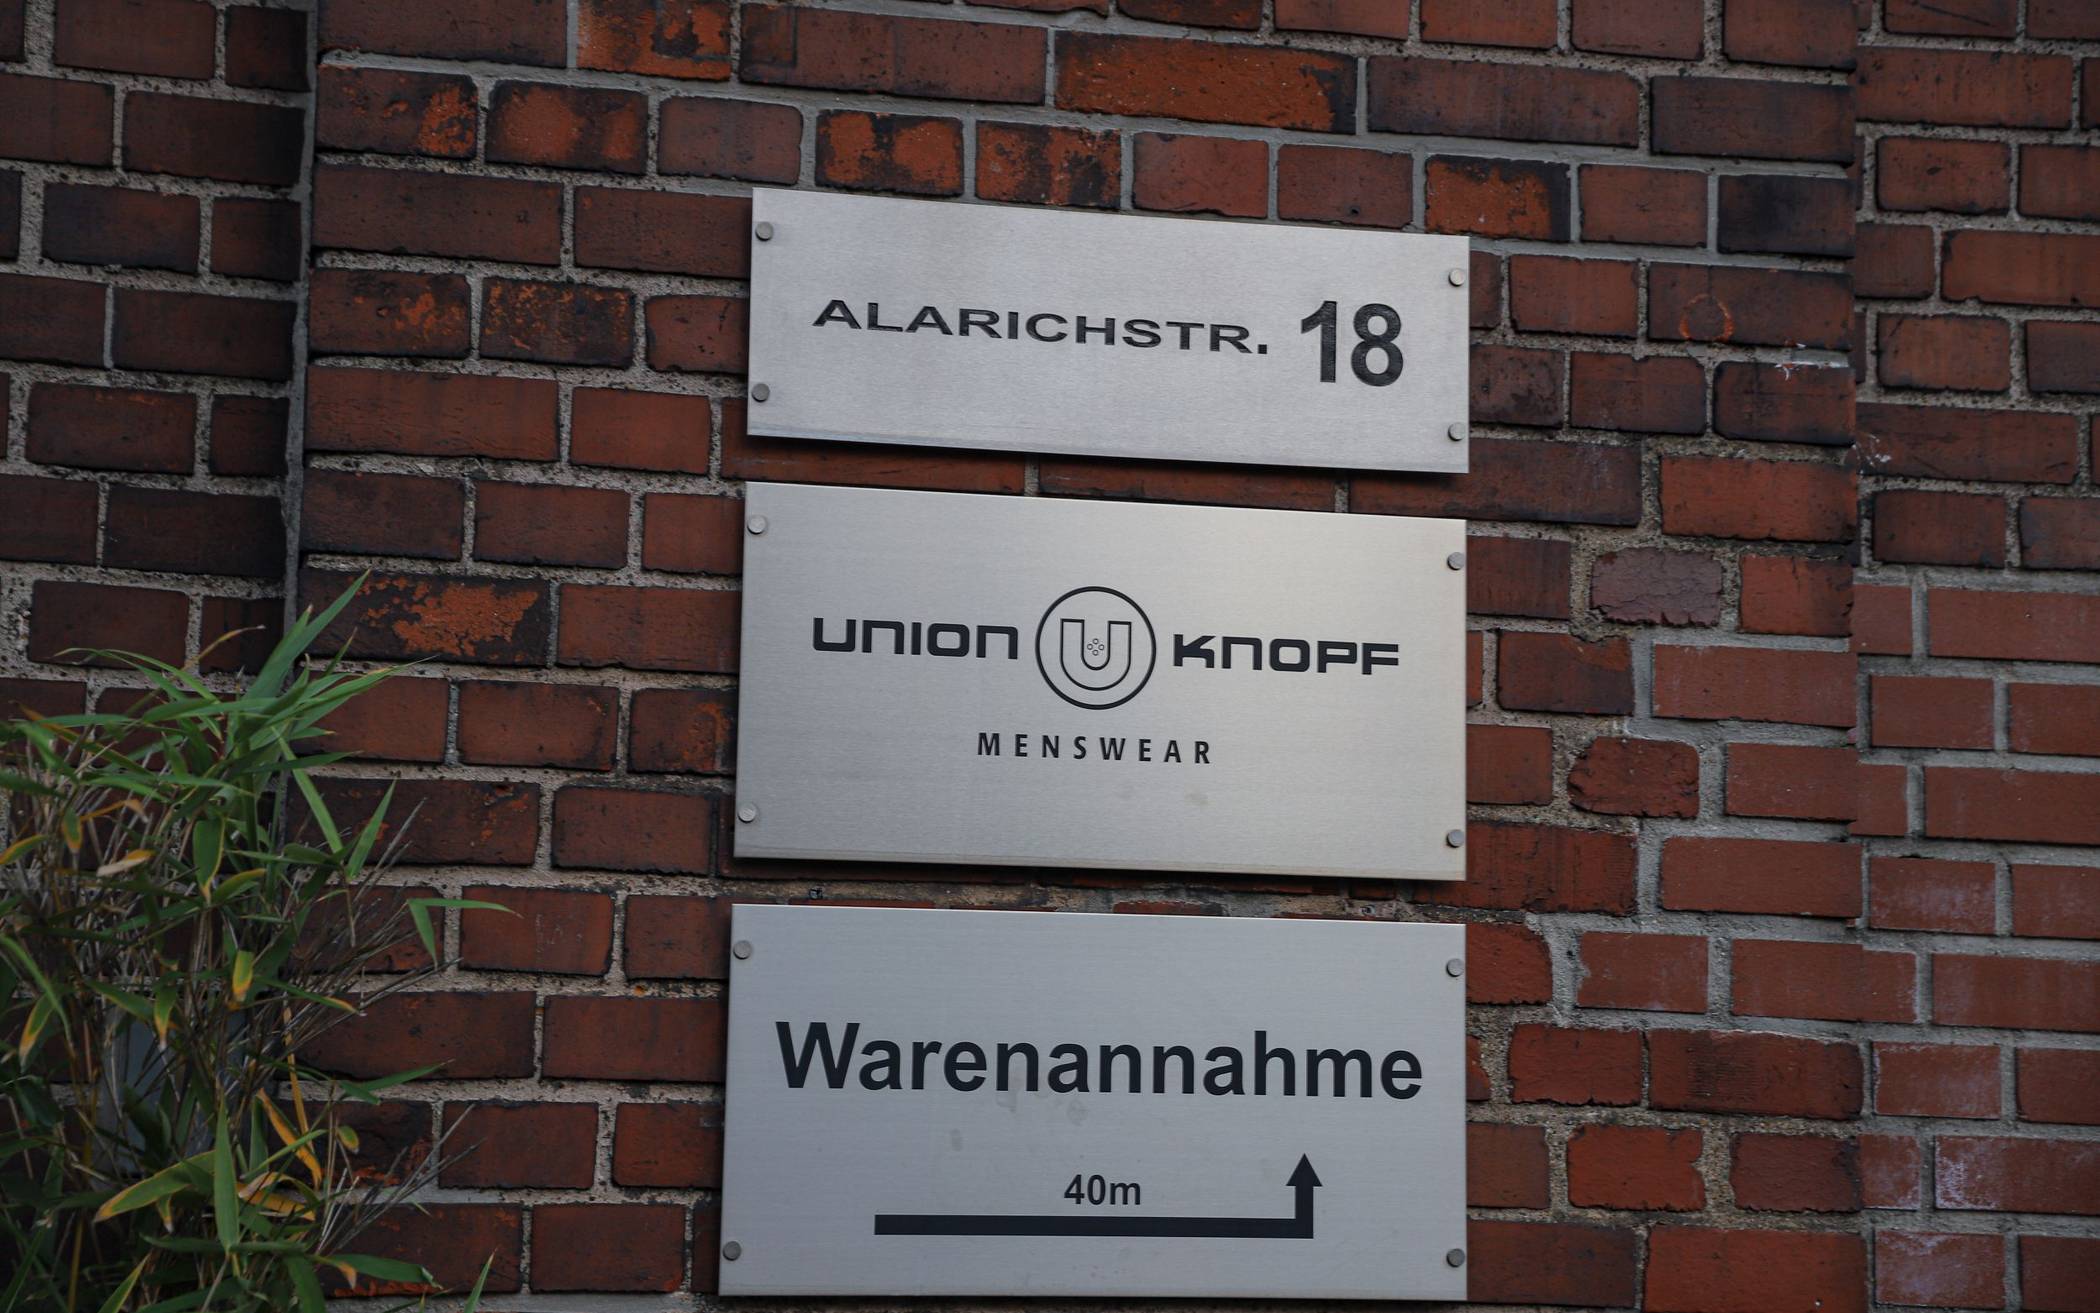 ALARICHSTR. 18
UNION U KNOPF
MENSWEAR
Warenannahme
40m